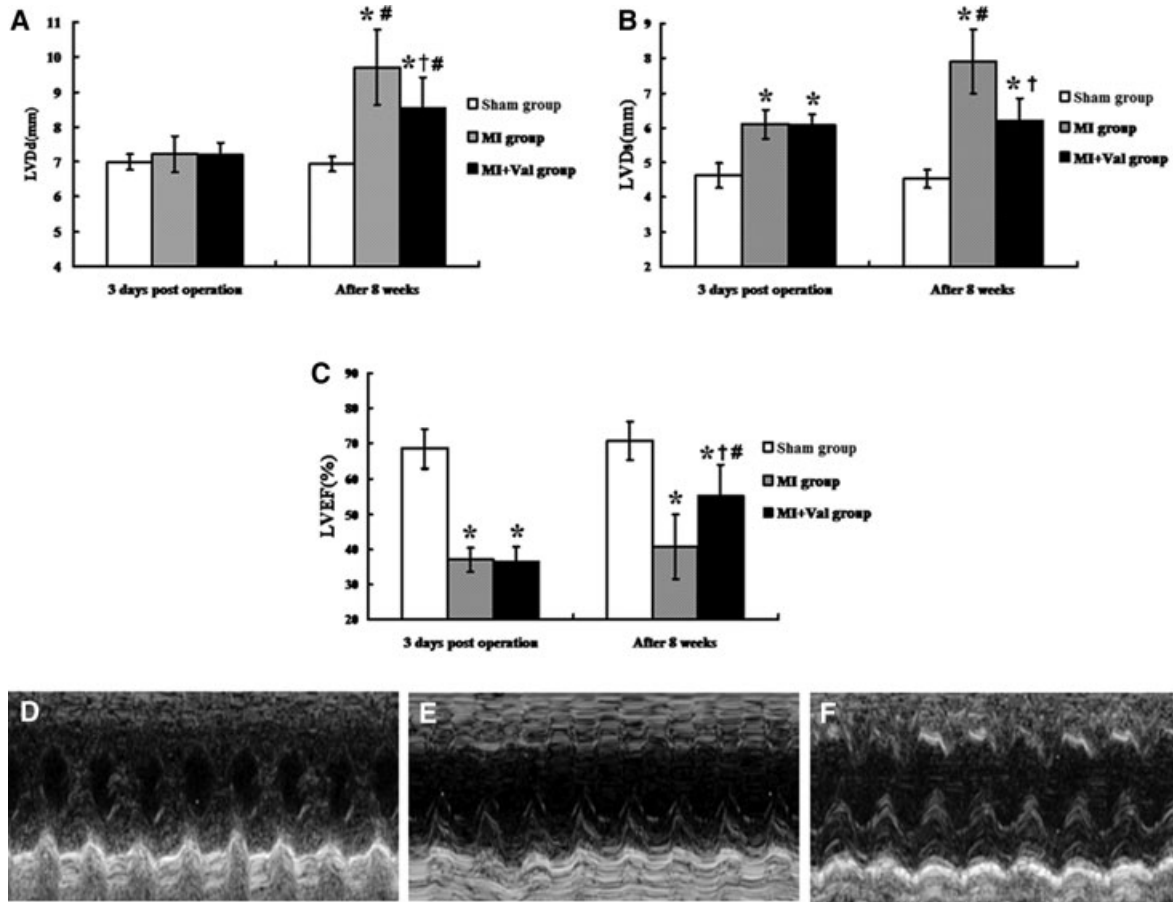 A
LVDd(mm)
11
10
9
8
7
6
5
4
* #
*†#
Sham group
MI group
MI+Val group
3 days post operation
After 8 weeks
B
LVDs(mm)
9
8
7
6
5
4
3
2
*
*
* #
* †
Sham group
MI group
MI+Val group
3 days post operation
After 8 weeks
C
LVEF(%)
90
80
70
60
50
40
30
20
*
*
*
*†#
Sham group
MI group
MI+Val group
3 days post operation
After 8 weeks
D
E
F